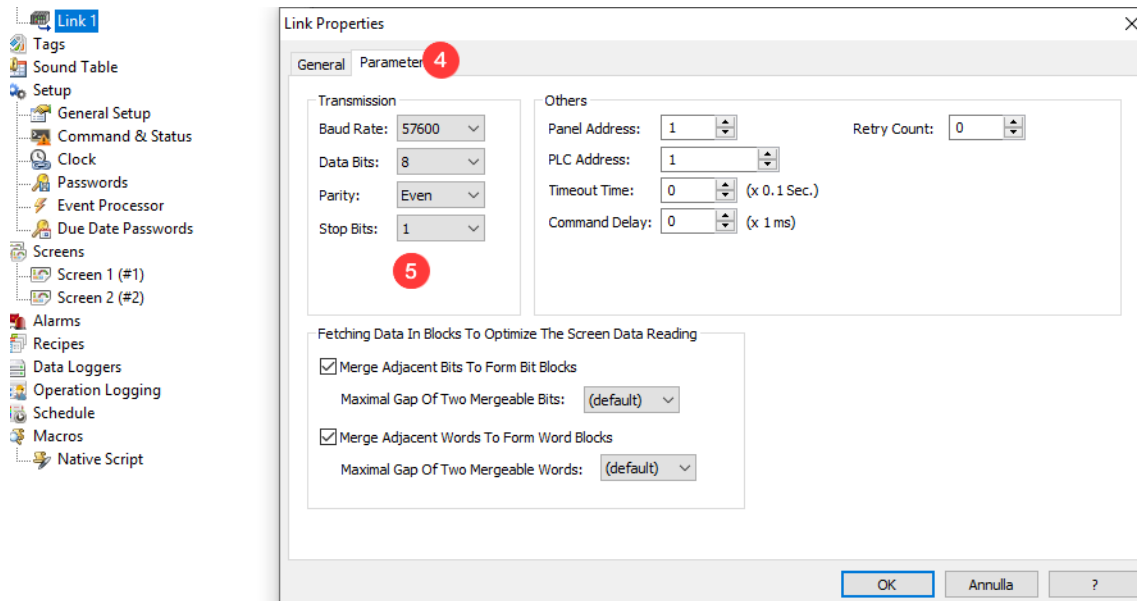 Link 1
Tags
Sound Table
Setup
General Setup
Command & Status
Clock
Passwords
Event Processor
Due Date Passwords
Screens
Screen 1 (#1)
Screen 2 (#2)
Alarms
Recipes
Data Loggers
Operation Logging
Schedule
Macros
Native Script
Link Properties
General Parameter 4
Transmission
Baud Rate: 57600
Data Bits: 8
Parity: Even
Stop Bits: 1
5
Others
Panel Address: 1 Retry Count: 0
PLC Address: 1
Timeout Time: 0 (x 0.1 Sec.)
Command Delay: 0 (x 1 ms)
Fetching Data In Blocks To Optimize The Screen Data Reading
Merge Adjacent Bits To Form Bit Blocks
Maximal Gap Of Two Mergeable Bits: (default)
Merge Adjacent Words To Form Word Blocks
Maximal Gap Of Two Mergeable Words: (default)
OK Annulla ?